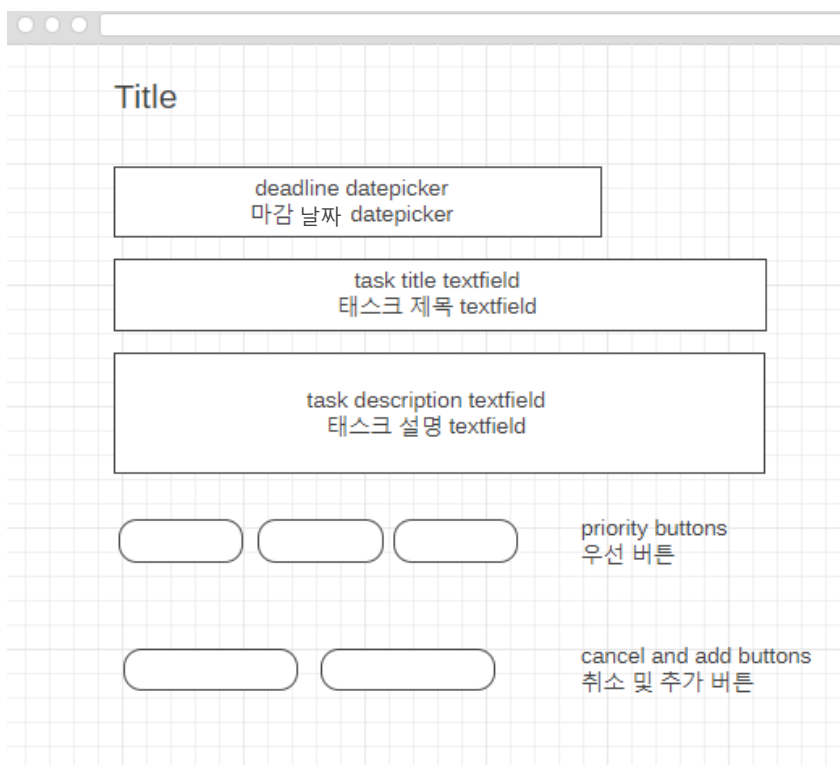 Title
deadline datepicker
마감 날짜 datepicker
task title textfield
태스크 제목 textfield
task description textfield
태스크 설명 textfield
priority buttons
우선 버튼
cancel and add buttons
취소 및 추가 버튼